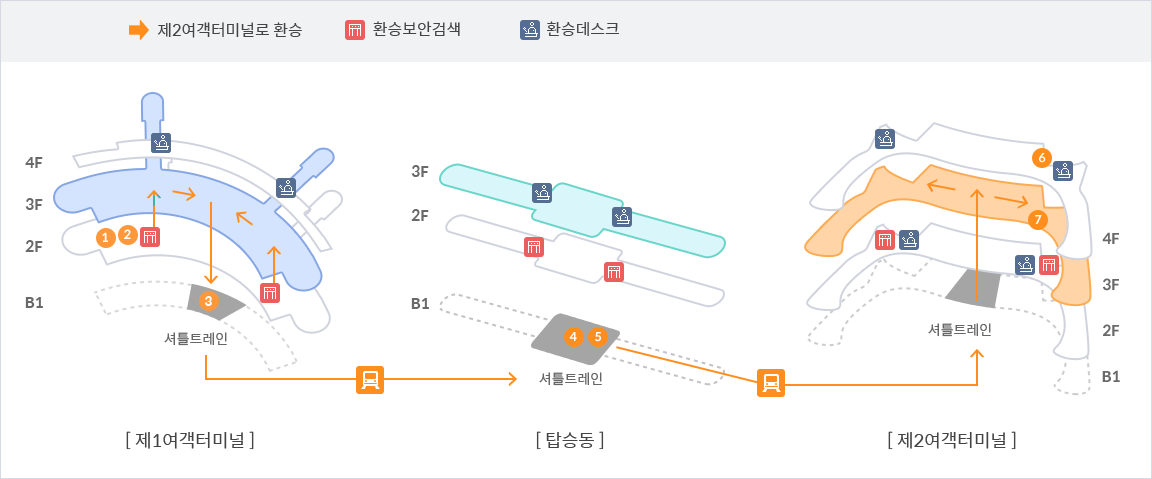 제2여객터미널로 환승
환승보안검색
환승데스크
4F
3F
2F
B1
1
2
3
셔틀트레인
3F
2F
B1
4
5
셔틀트레인
6
7
4F
3F
2F
B1
셔틀트레인
[ 제1여객터미널 ]
[ 탑승동 ]
[ 제2여객터미널 ]